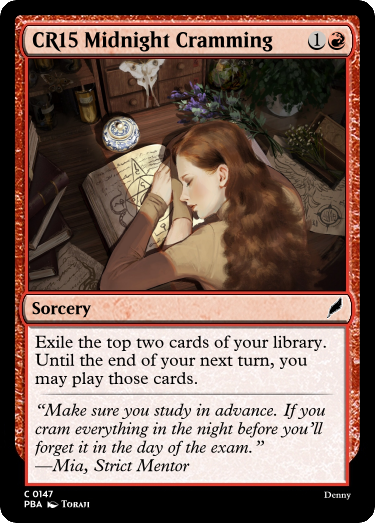 CR15 Midnight Cramming 1
Sorcery
Exile the top two cards of your library.
Until the end of your next turn, you
may play those cards.
“Make sure you study in advance. If you
cram everything in the night before you’ll
forget it in the day of the exam.”
—Mia, Strict Mentor
C 0147
PBA Toraji
Denny